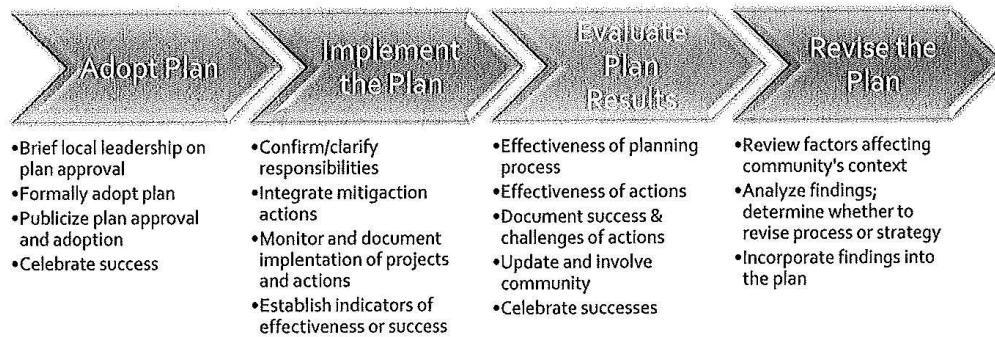 Adopt Plan
Implement
the Plan
Evaluate
Plan
Results
Revise the
Plan
•Brief local leadership on
plan approval
•Formally adopt plan
•Publicize plan approval
and adoption
•Celebrate success
•Confirm/clarify
responsibilities
•Integrate mitigaction
actions
•Monitor and document
implentation of projects
and actions
•Establish indicators of
effectiveness or success
•Effectiveness of planning
process
•Effectiveness of actions
•Document success &
challenges of actions
•Update and involve
community
•Celebrate successes
•Review factors affecting
community's context
•Analyze findings;
determine whether to
revise process or strategy
•Incorporate findings into
the plan